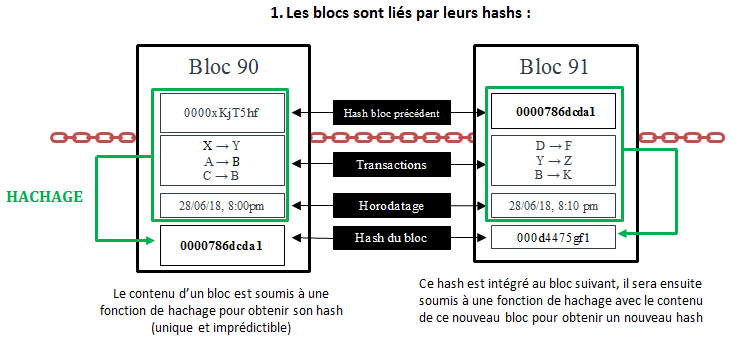 1. Les blocs sont liés par leurs hashs :
Bloc 90
Bloc 91
0000xKjT5hf
Hash bloc précédent
0000786dcda1
X → Y
A → B
C → B
Transactions
D → F
Y → Z
B → K
HACHAGE
28/06/18, 8:00pm
Horodatage
28/06/18, 8:10 pm
0000786dcda1
Hash du bloc
000d4475gf1
Le contenu d'un bloc est soumis à une
fonction de hachage pour obtenir son hash
(unique et imprédictible)
Ce hash est intégré au bloc suivant, il sera ensuite
soumis à une fonction de hachage avec le contenu
de ce nouveau bloc pour obtenir un nouveau hash